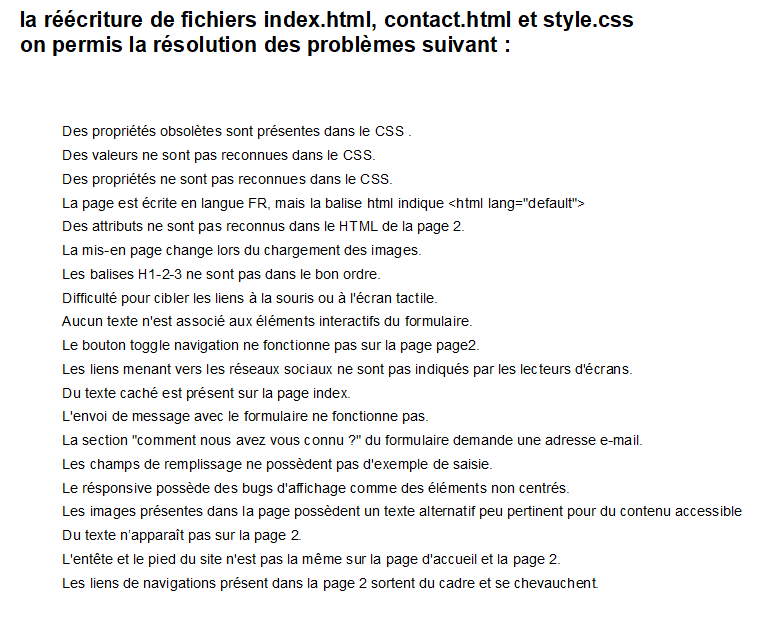 la réécriture de fichiers index.html, contact.html et style.css
on permis la résolution des problèmes suivant :
Des propriétés obsolètes sont présentes dans le CSS .
Des valeurs ne sont pas reconnues dans le CSS.
Des propriétés ne sont pas reconnues dans le CSS.
La page est écrite en langue FR, mais la balise html indique <html lang="default">
Des attributs ne sont pas reconnus dans le HTML de la page 2.
La mis-en page change lors du chargement des images.
Les balises H1-2-3 ne sont pas dans le bon ordre.
Difficulté pour cibler les liens à la souris ou à l'écran tactile.
Aucun texte n'est associé aux éléments interactifs du formulaire.
Le bouton toggle navigation ne fonctionne pas sur la page page2.
Les liens menant vers les réseaux sociaux ne sont pas indiqués par les lecteurs d'écrans.
Du texte caché est présent sur la page index.
L'envoi de message avec le formulaire ne fonctionne pas.
La section "comment nous avez vous connu ?" du formulaire demande une adresse e-mail.
Les champs de remplissage ne possèdent pas d'exemple de saisie.
Le résponsive possède des bugs d'affichage comme des éléments non centrés.
Les images présentes dans la page possèdent un texte alternatif peu pertinent pour du contenu accessible
Du texte n'apparaît pas sur la page 2.
L'entête et le pied du site n'est pas la même sur la page d'accueil et la page 2.
Les liens de navigations présent dans la page 2 sortent du cadre et se chevauchent.